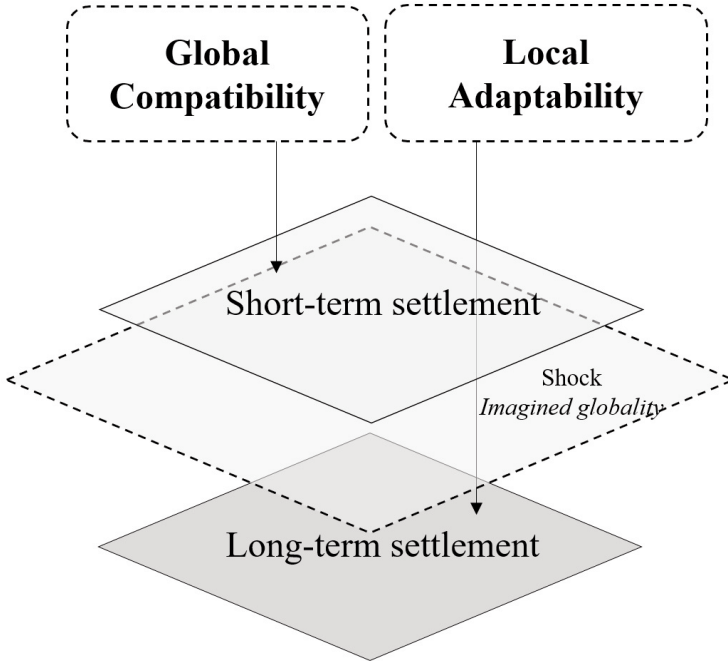 Global
Compatibility
Local
Adaptability
Short-term settlement
Shock
Imagined globality
Long-term settlement